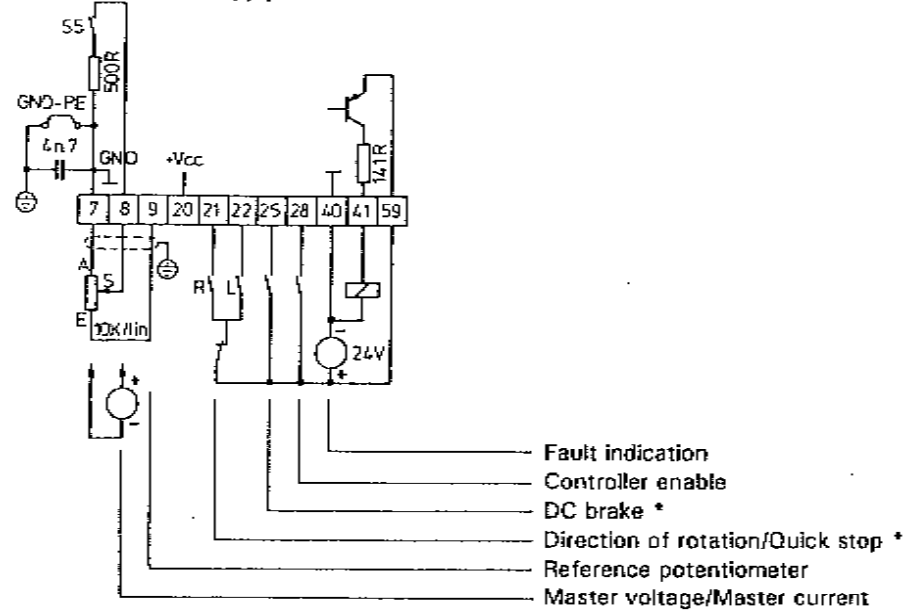 S5
500R
GND-PE
4n7
GND
+Vcc
141R
7 8 9 20 21 22 25 28 40 41 59
A
S
E
10K/lin
R L
-
24V
+
+
-
Fault indication
Controller enable
DC brake *
Direction of rotation/Quick stop *
Reference potentiometer
Master voltage/Master current